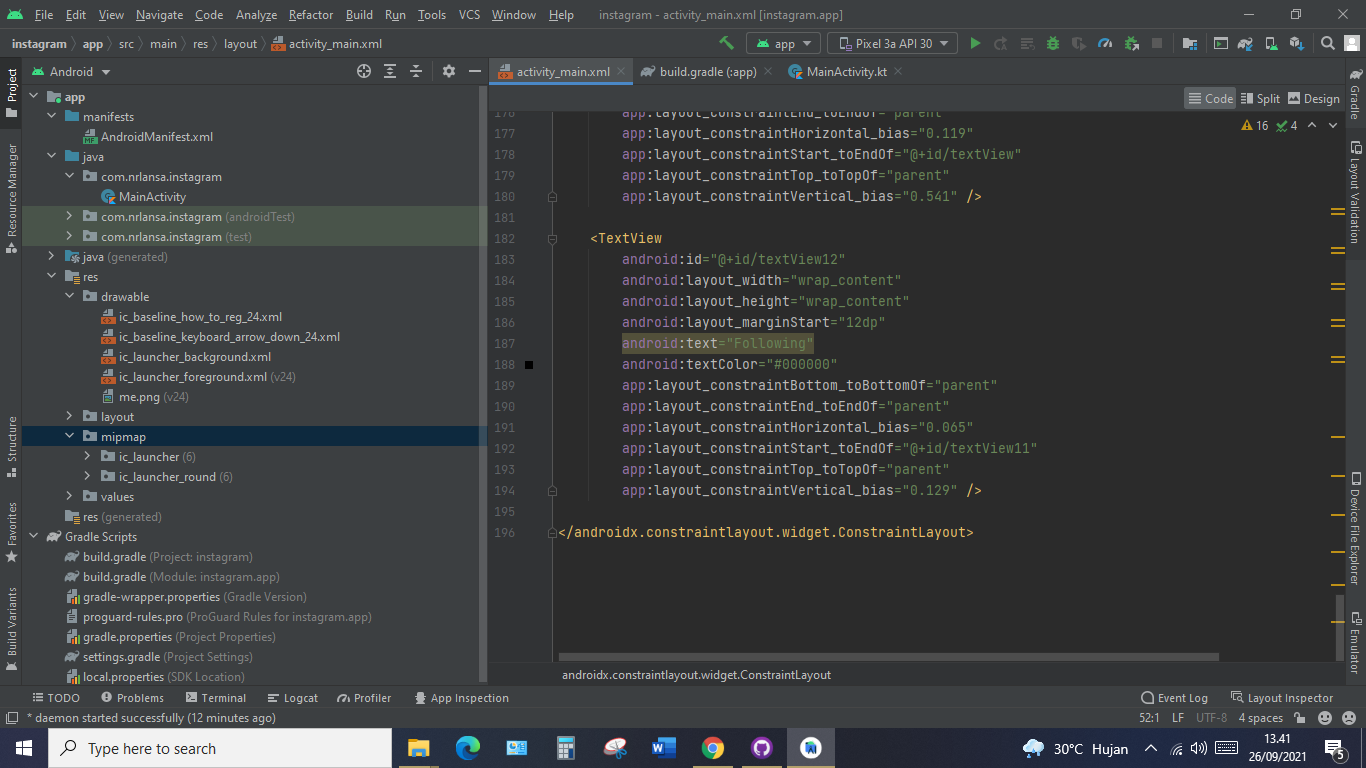 File Edit View Navigate Code Analyze Refactor Build Run Tools VCS Window Help instagram - activity_main.xml [instagram.app]
instagram app src main res layout activity_main.xml
app
Pixel 3a API 30
Project
Resource Manager
Structure
Favorites
Build Variants
Android
app
manifests
AndroidManifest.xml
java
com.nrlansa.instagram
MainActivity
com.nrlansa.instagram (androidTest)
com.nrlansa.instagram (test)
java (generated)
res
drawable
ic_baseline_how_to_reg_24.xml
ic_baseline_keyboard_arrow_down_24.xml
ic_launcher_background.xml
ic_launcher_foreground.xml (v24)
me.png (v24)
layout
mipmap
ic_launcher (6)
ic_launcher_round (6)
values
res (generated)
Gradle Scripts
build.gradle (Project: instagram)
build.gradle (Module: instagram.app)
gradle-wrapper.properties (Gradle Version)
proguard-rules.pro (ProGuard Rules for instagram.app)
gradle.properties (Project Properties)
settings.gradle (Project Settings)
local.properties (SDK Location)
activity_main.xml build.gradle (:app) MainActivity.kt
Code Split Design
16 4
176 app:layout_constraintEnd_toEndOf="parent"
177 app:layout_constraintHorizontal_bias="0.119"
178 app:layout_constraintStart_toEndOf="@+id/textView"
179 app:layout_constraintTop_toTopOf="parent"
180 app:layout_constraintVertical_bias="0.541" />
181
182 <TextView
183 android:id="@+id/textView12"
184 android:layout_width="wrap_content"
185 android:layout_height="wrap_content"
186 android:layout_marginStart="12dp"
187 android:text="Following"
188 android:textColor="#000000"
189 app:layout_constraintBottom_toBottomOf="parent"
190 app:layout_constraintEnd_toEndOf="parent"
191 app:layout_constraintHorizontal_bias="0.065"
192 app:layout_constraintStart_toEndOf="@+id/textView11"
193 app:layout_constraintTop_toTopOf="parent"
194 app:layout_constraintVertical_bias="0.129" />
195
196 </androidx.constraintlayout.widget.ConstraintLayout>
androidx.constraintlayout.widget.ConstraintLayout
Gradle
Layout Validation
Device File Explorer
Emulator
TODO Problems Terminal Logcat Profiler App Inspection Event Log Layout Inspector
* daemon started successfully (12 minutes ago) 52:1 LF UTF-8 4 spaces
Type here to search
30°C Hujan
13.41
26/09/2021
5